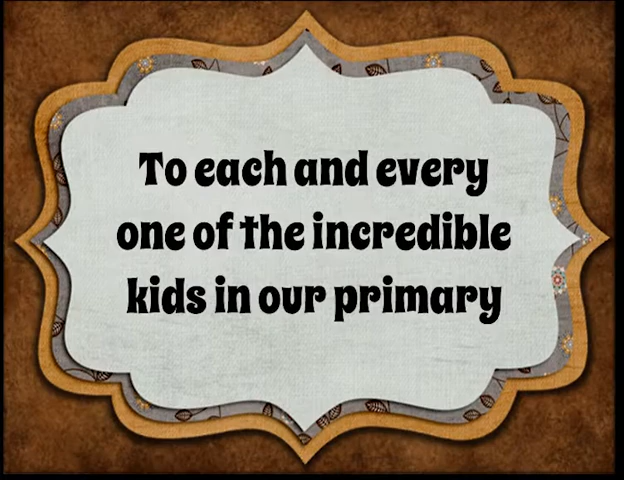 To each and every
one of the incredible
kids in our primary